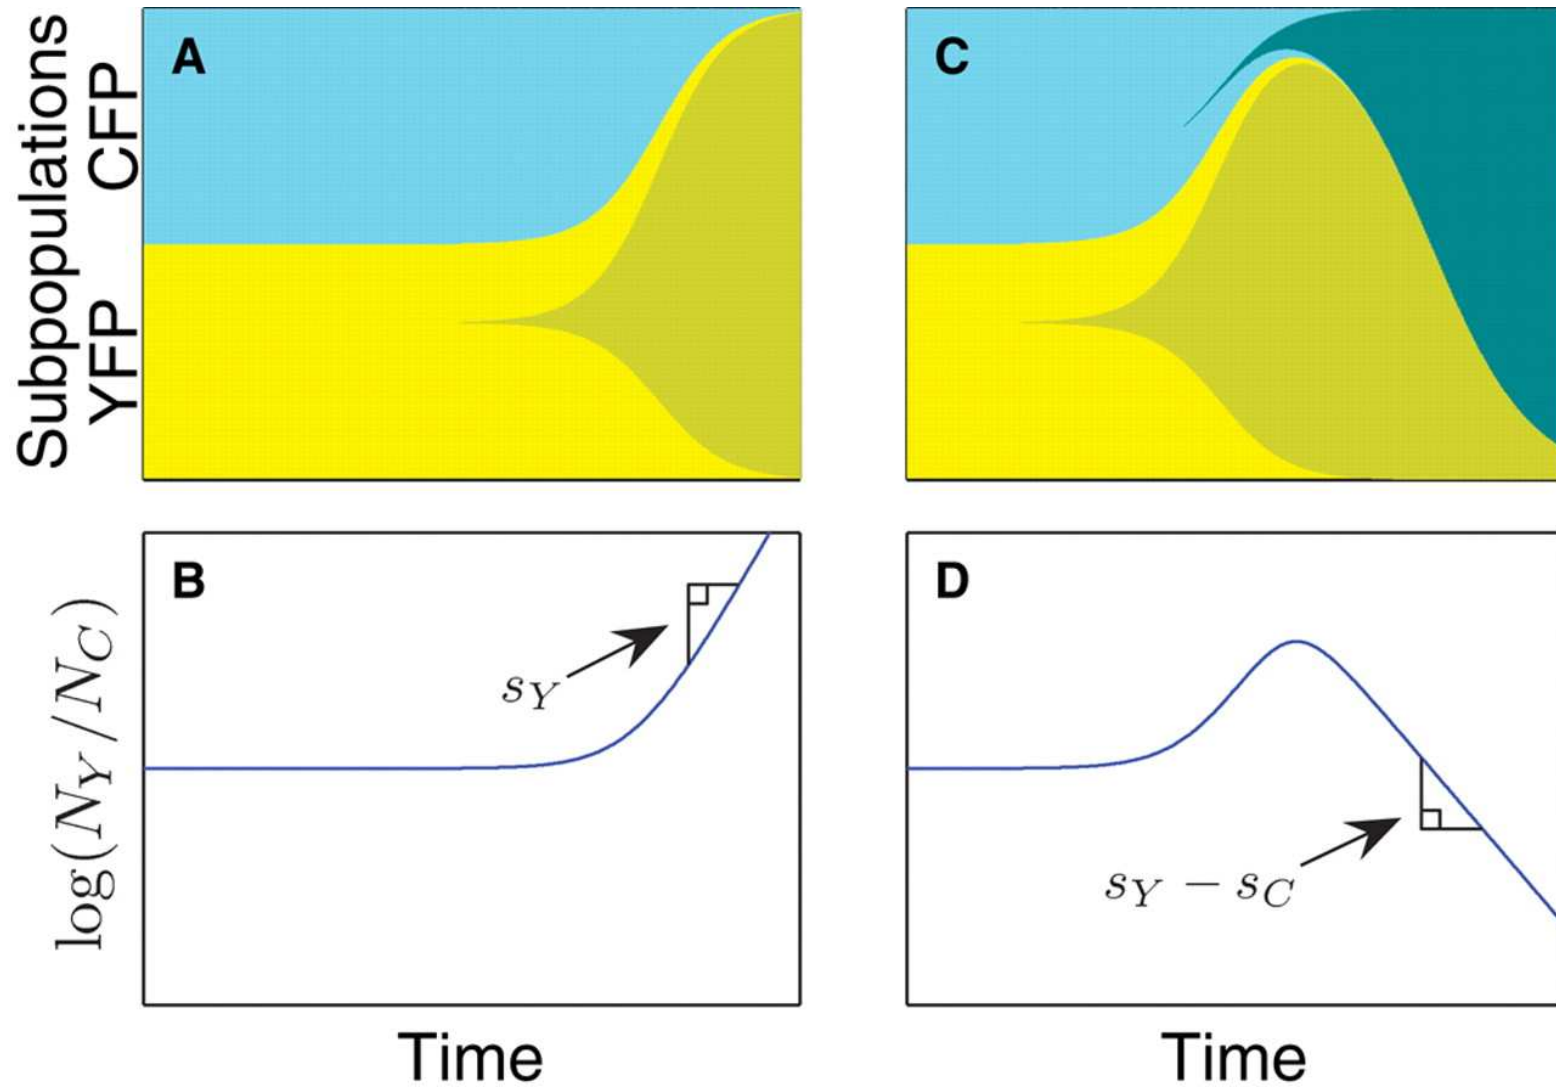 Subpopulations
YFP CFP
A
C
B
s_Y
log(N_Y/N_C)
D
s_Y − s_C
Time
Time